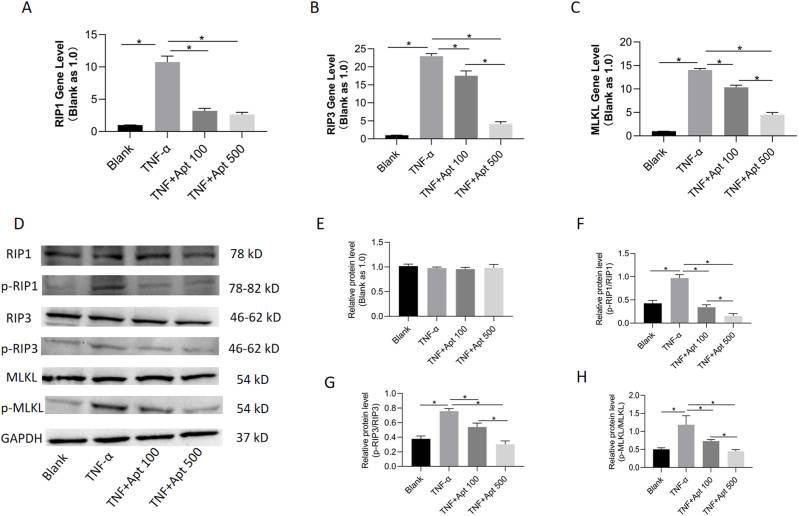 A
RIP1 Gene Level
(Blank as 1.0)
15
10
5
0
*
*
*
Blank
TNF-α
TNF+Apt 100
TNF+Apt 500
B
RIP3 Gene Level
(Blank as 1.0)
25
20
15
10
5
0
*
*
*
*
Blank
TNF-α
TNF+Apt 100
TNF+Apt 500
C
MLKL Gene Level
(Blank as 1.0)
20
15
10
5
0
*
*
*
*
Blank
TNF-α
TNF+Apt 100
TNF+Apt 500
D
RIP1 78 kD
p-RIP1 78-82 kD
RIP3 46-62 kD
p-RIP3 46-62 kD
MLKL 54 kD
p-MLKL 54 kD
GAPDH 37 kD
Blank
TNF-α
TNF+Apt 100
TNF+Apt 500
E
Relative protein level
(Blank as 1.0)
1.5
1.0
0.5
0.0
Blank
TNF-α
TNF+Apt 100
TNF+Apt 500
F
Relative protein level
(p-RIP1/RIP1)
1.5
1.0
0.5
0.0
*
*
*
*
Blank
TNF-α
TNF+Apt 100
TNF+Apt 500
G
Relative protein level
(p-RIP3/RIP3)
1.0
0.8
0.6
0.4
0.2
0.0
*
*
*
*
Blank
TNF-α
TNF+Apt 100
TNF+Apt 500
H
Relative protein level
(p-MLKL/MLKL)
2.0
1.5
1.0
0.5
0.0
*
*
*
*
Blank
TNF-α
TNF+Apt 100
TNF+Apt 500